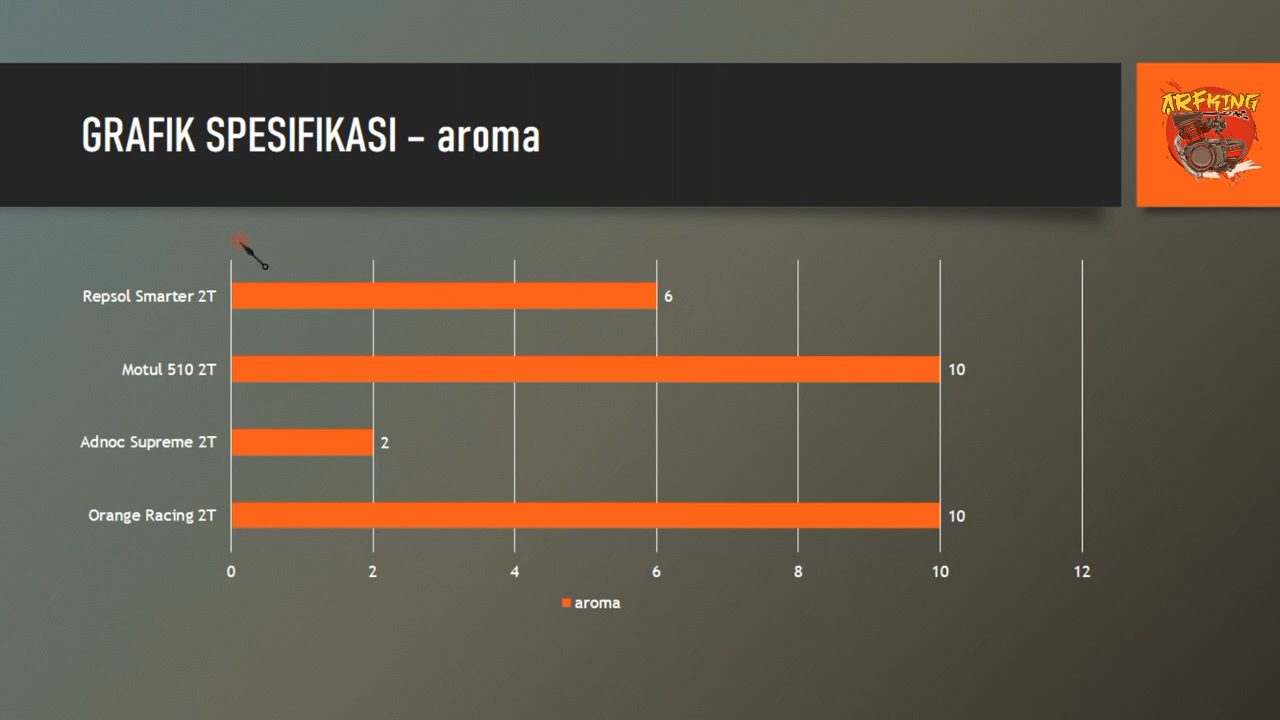 GRAFIK SPESIFIKASI – aroma
ARFKING
Repsol Smarter 2T
6
Motul 510 2T
10
Adnoc Supreme 2T
2
Orange Racing 2T
10
0 2 4 6 8 10 12
aroma